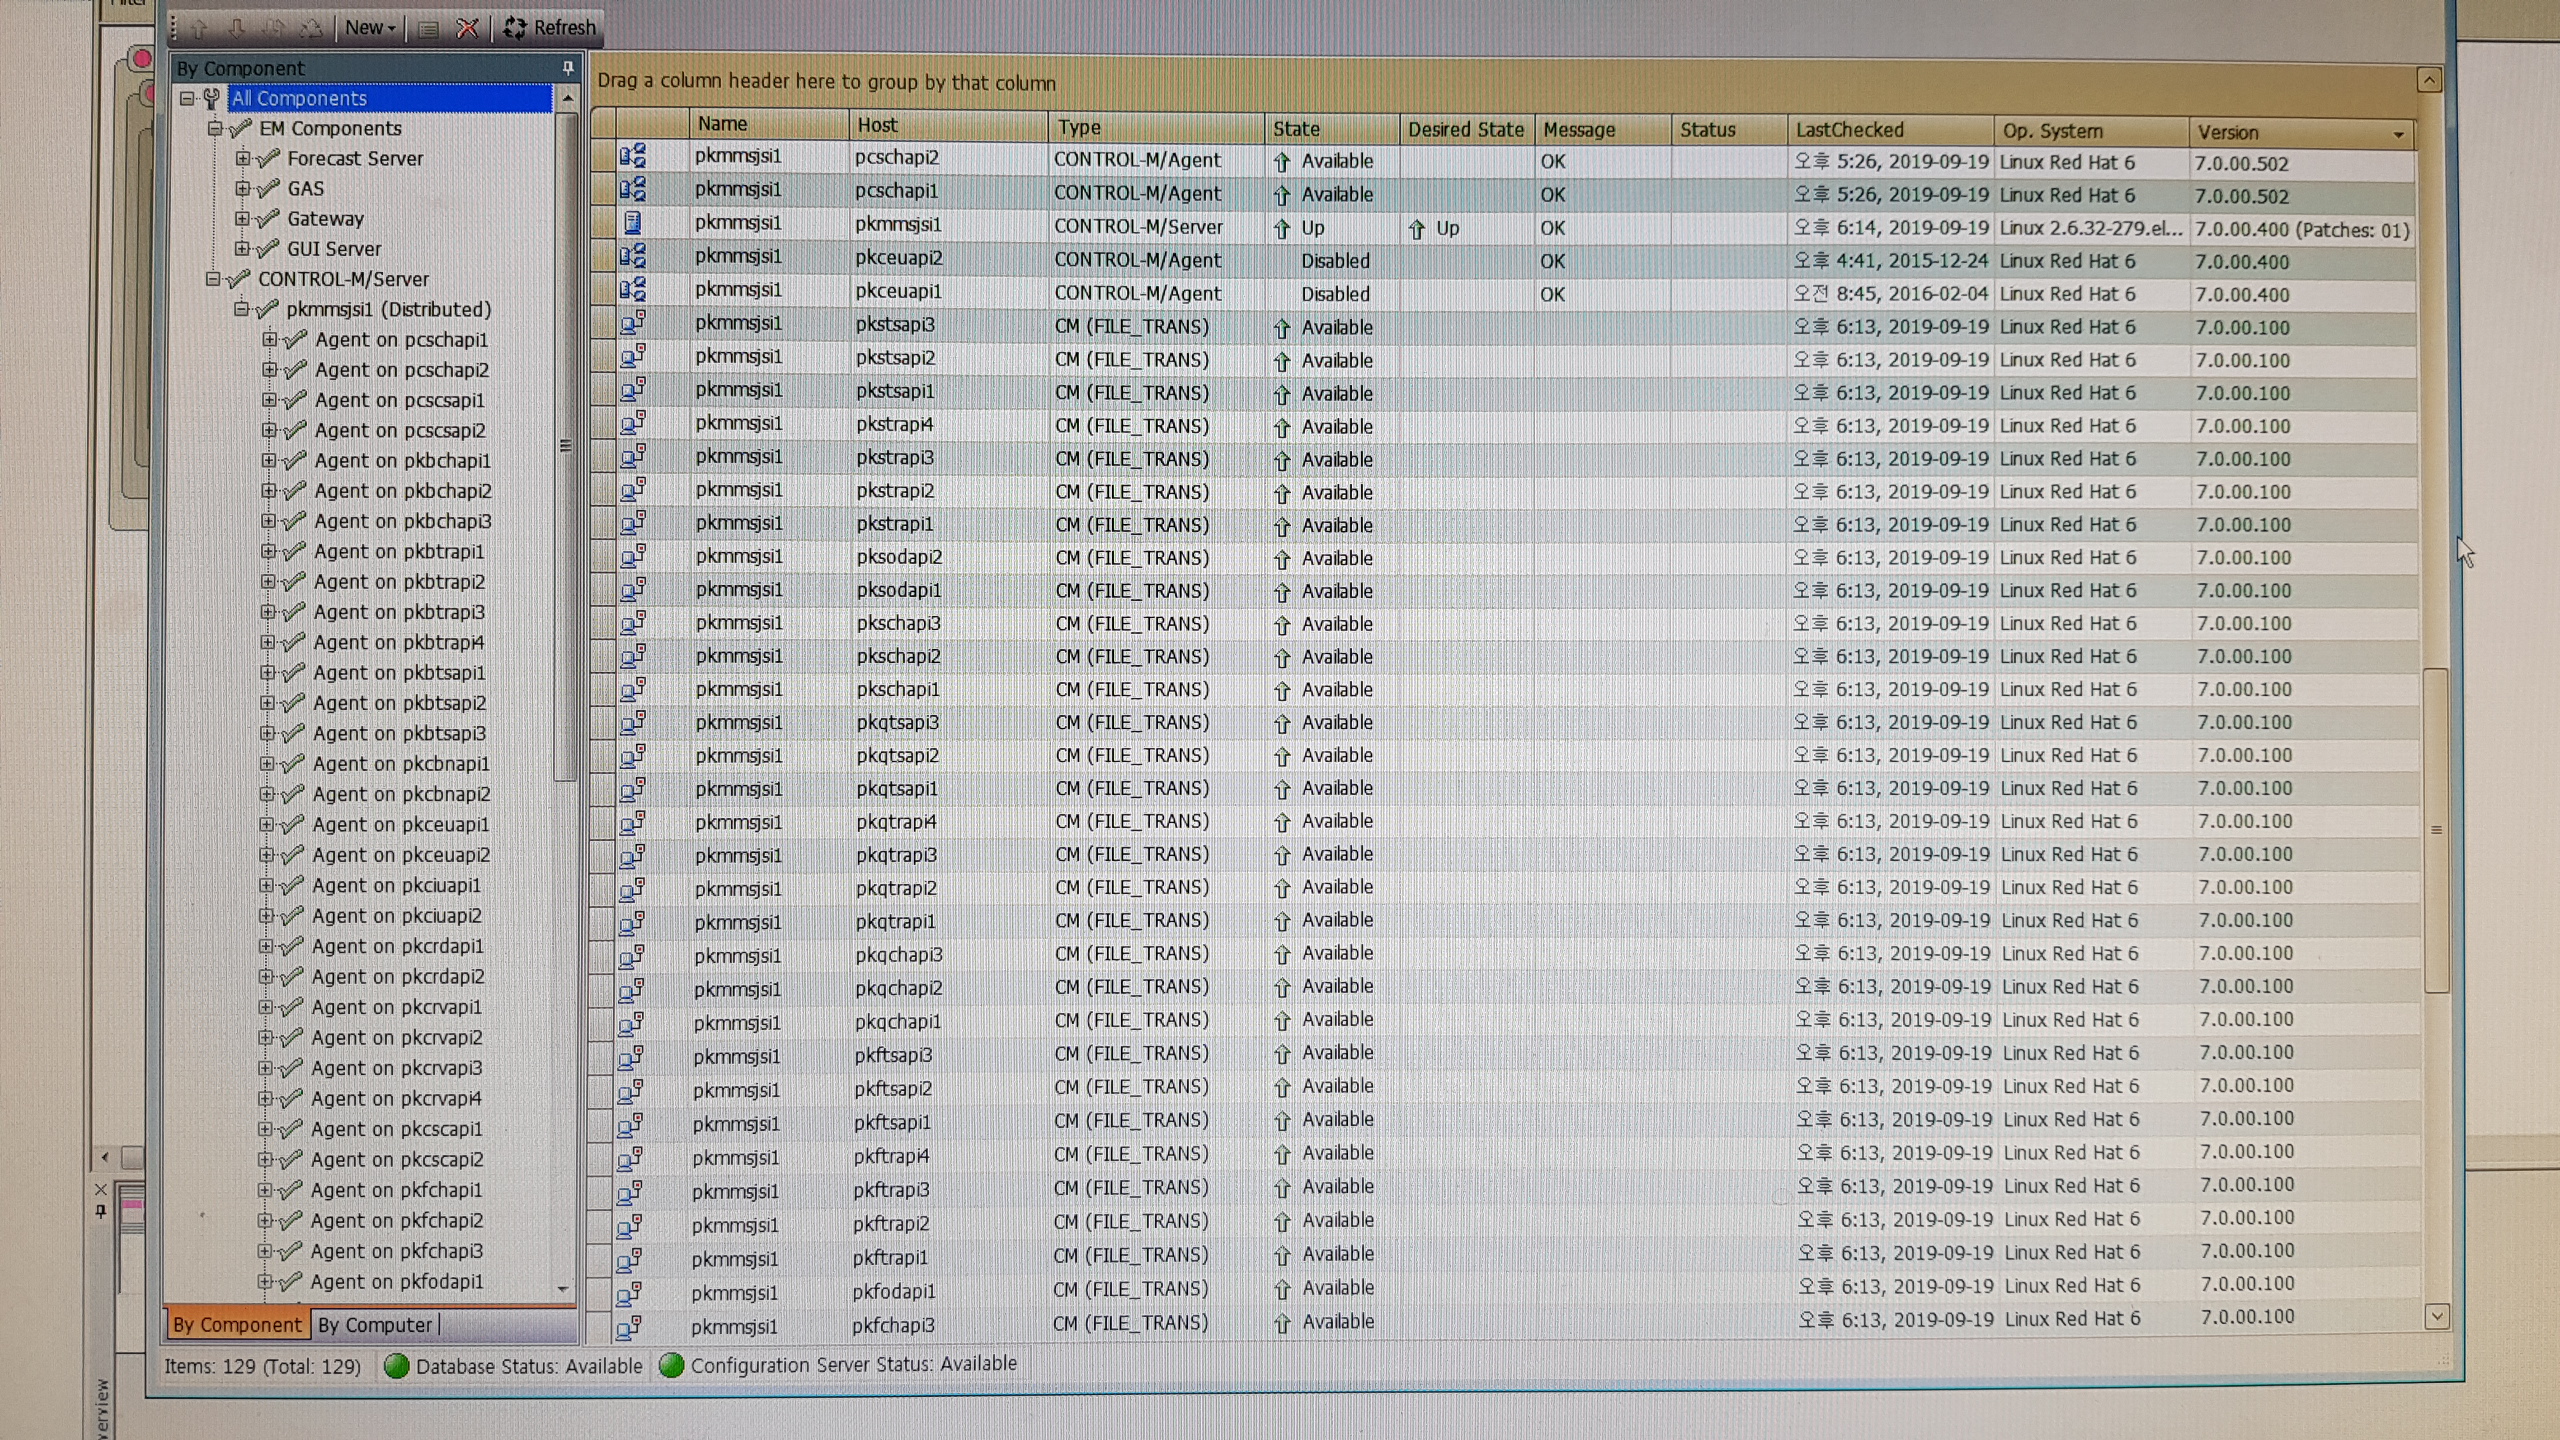 New
Refresh
By Component
All Components
EM Components
Forecast Server
GAS
Gateway
GUI Server
CONTROL-M/Server
pkmmsjsi1 (Distributed)
Agent on pcschapi1
Agent on pcschapi2
Agent on pcscsapi1
Agent on pcscsapi2
Agent on pkbchapi1
Agent on pkbchapi2
Agent on pkbchapi3
Agent on pkbtrapi1
Agent on pkbtrapi2
Agent on pkbtrapi3
Agent on pkbtrapi4
Agent on pkbtsapi1
Agent on pkbtsapi2
Agent on pkbtsapi3
Agent on pkcbnapi1
Agent on pkcbnapi2
Agent on pkceuapi1
Agent on pkceuapi2
Agent on pkciuapi1
Agent on pkciuapi2
Agent on pkcrdapi1
Agent on pkcrdapi2
Agent on pkcrvapi1
Agent on pkcrvapi2
Agent on pkcrvapi3
Agent on pkcrvapi4
Agent on pkcscapi1
Agent on pkcscapi2
Agent on pkfchapi1
Agent on pkfchapi2
Agent on pkfchapi3
Agent on pkfodapi1
By Component By Computer
Drag a column header here to group by that column
Name Host Type State Desired State Message Status LastChecked Op. System Version
pkmmsjsi1 pcschapi2 CONTROL-M/Agent Available OK 오후 5:26, 2019-09-19 Linux Red Hat 6 7.0.00.502
pkmmsjsi1 pcschapi1 CONTROL-M/Agent Available OK 오후 5:26, 2019-09-19 Linux Red Hat 6 7.0.00.502
pkmmsjsi1 pkmmsjsi1 CONTROL-M/Server Up Up OK 오후 6:14, 2019-09-19 Linux 2.6.32-279.el... 7.0.00.400 (Patches: 01)
pkmmsjsi1 pkceuapi2 CONTROL-M/Agent Disabled OK 오후 4:41, 2015-12-24 Linux Red Hat 6 7.0.00.400
pkmmsjsi1 pkceuapi1 CONTROL-M/Agent Disabled OK 오전 8:45, 2016-02-04 Linux Red Hat 6 7.0.00.400
pkmmsjsi1 pkstsapi3 CM (FILE_TRANS) Available 오후 6:13, 2019-09-19 Linux Red Hat 6 7.0.00.100
pkmmsjsi1 pkstsapi2 CM (FILE_TRANS) Available 오후 6:13, 2019-09-19 Linux Red Hat 6 7.0.00.100
pkmmsjsi1 pkstsapi1 CM (FILE_TRANS) Available 오후 6:13, 2019-09-19 Linux Red Hat 6 7.0.00.100
pkmmsjsi1 pkstrapi4 CM (FILE_TRANS) Available 오후 6:13, 2019-09-19 Linux Red Hat 6 7.0.00.100
pkmmsjsi1 pkstrapi3 CM (FILE_TRANS) Available 오후 6:13, 2019-09-19 Linux Red Hat 6 7.0.00.100
pkmmsjsi1 pkstrapi2 CM (FILE_TRANS) Available 오후 6:13, 2019-09-19 Linux Red Hat 6 7.0.00.100
pkmmsjsi1 pkstrapi1 CM (FILE_TRANS) Available 오후 6:13, 2019-09-19 Linux Red Hat 6 7.0.00.100
pkmmsjsi1 pksodapi2 CM (FILE_TRANS) Available 오후 6:13, 2019-09-19 Linux Red Hat 6 7.0.00.100
pkmmsjsi1 pksodapi1 CM (FILE_TRANS) Available 오후 6:13, 2019-09-19 Linux Red Hat 6 7.0.00.100
pkmmsjsi1 pkschapi3 CM (FILE_TRANS) Available 오후 6:13, 2019-09-19 Linux Red Hat 6 7.0.00.100
pkmmsjsi1 pkschapi2 CM (FILE_TRANS) Available 오후 6:13, 2019-09-19 Linux Red Hat 6 7.0.00.100
pkmmsjsi1 pkschapi1 CM (FILE_TRANS) Available 오후 6:13, 2019-09-19 Linux Red Hat 6 7.0.00.100
pkmmsjsi1 pkqtsapi3 CM (FILE_TRANS) Available 오후 6:13, 2019-09-19 Linux Red Hat 6 7.0.00.100
pkmmsjsi1 pkqtsapi2 CM (FILE_TRANS) Available 오후 6:13, 2019-09-19 Linux Red Hat 6 7.0.00.100
pkmmsjsi1 pkqtsapi1 CM (FILE_TRANS) Available 오후 6:13, 2019-09-19 Linux Red Hat 6 7.0.00.100
pkmmsjsi1 pkqtrapi4 CM (FILE_TRANS) Available 오후 6:13, 2019-09-19 Linux Red Hat 6 7.0.00.100
pkmmsjsi1 pkqtrapi3 CM (FILE_TRANS) Available 오후 6:13, 2019-09-19 Linux Red Hat 6 7.0.00.100
pkmmsjsi1 pkqtrapi2 CM (FILE_TRANS) Available 오후 6:13, 2019-09-19 Linux Red Hat 6 7.0.00.100
pkmmsjsi1 pkqtrapi1 CM (FILE_TRANS) Available 오후 6:13, 2019-09-19 Linux Red Hat 6 7.0.00.100
pkmmsjsi1 pkqchapi3 CM (FILE_TRANS) Available 오후 6:13, 2019-09-19 Linux Red Hat 6 7.0.00.100
pkmmsjsi1 pkqchapi2 CM (FILE_TRANS) Available 오후 6:13, 2019-09-19 Linux Red Hat 6 7.0.00.100
pkmmsjsi1 pkqchapi1 CM (FILE_TRANS) Available 오후 6:13, 2019-09-19 Linux Red Hat 6 7.0.00.100
pkmmsjsi1 pkftsapi3 CM (FILE_TRANS) Available 오후 6:13, 2019-09-19 Linux Red Hat 6 7.0.00.100
pkmmsjsi1 pkftsapi2 CM (FILE_TRANS) Available 오후 6:13, 2019-09-19 Linux Red Hat 6 7.0.00.100
pkmmsjsi1 pkftsapi1 CM (FILE_TRANS) Available 오후 6:13, 2019-09-19 Linux Red Hat 6 7.0.00.100
pkmmsjsi1 pkftrapi4 CM (FILE_TRANS) Available 오후 6:13, 2019-09-19 Linux Red Hat 6 7.0.00.100
pkmmsjsi1 pkftrapi3 CM (FILE_TRANS) Available 오후 6:13, 2019-09-19 Linux Red Hat 6 7.0.00.100
pkmmsjsi1 pkftrapi2 CM (FILE_TRANS) Available 오후 6:13, 2019-09-19 Linux Red Hat 6 7.0.00.100
pkmmsjsi1 pkftrapi1 CM (FILE_TRANS) Available 오후 6:13, 2019-09-19 Linux Red Hat 6 7.0.00.100
pkmmsjsi1 pkfodapi1 CM (FILE_TRANS) Available 오후 6:13, 2019-09-19 Linux Red Hat 6 7.0.00.100
pkmmsjsi1 pkfchapi3 CM (FILE_TRANS) Available 오후 6:13, 2019-09-19 Linux Red Hat 6 7.0.00.100
Items: 129 (Total: 129) Database Status: Available Configuration Server Status: Available